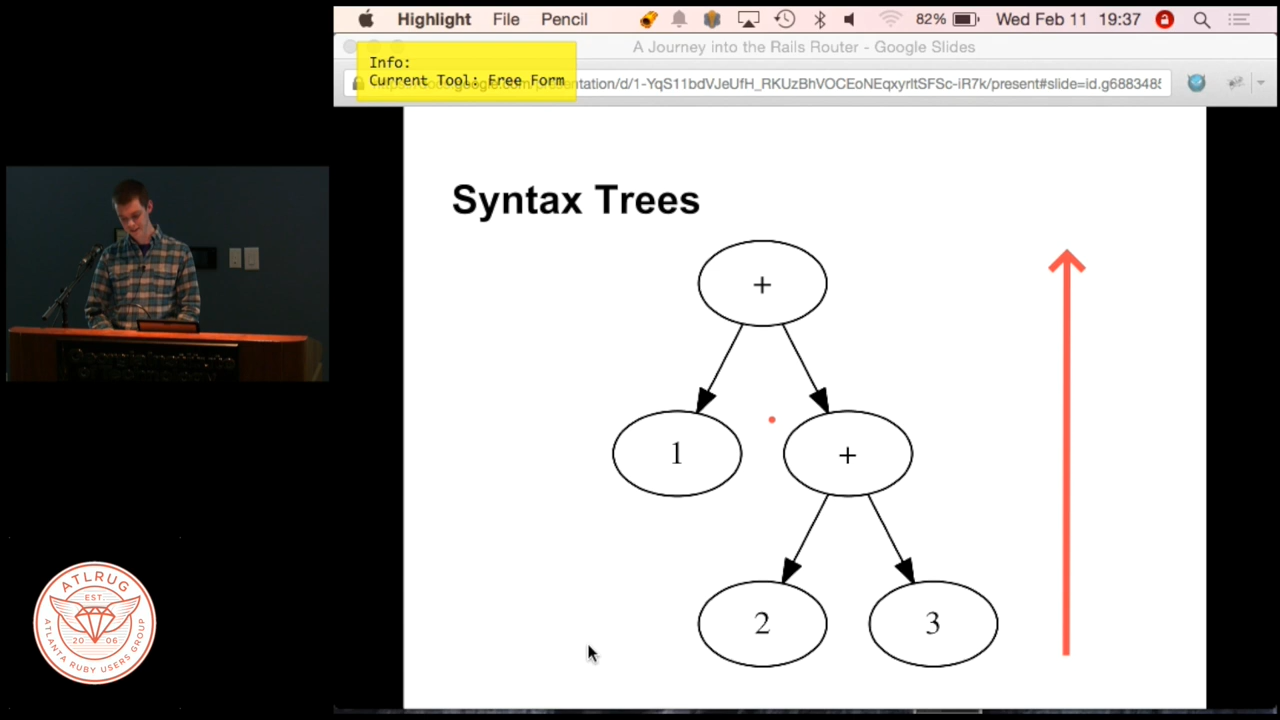 Highlight File Pencil 82% Wed Feb 11 19:37
A Journey into the Rails Router - Google Slides
Info:
Current Tool: Free Form
Syntax Trees
+
1
+
2
3
ATLRUG
EST.
20 06
ATLANTA RUBY USERS GROUP